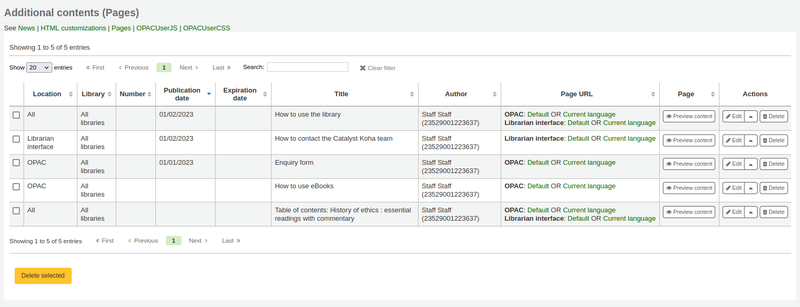 Additional contents (Pages)
See News | HTML customizations | Pages | OPACUserJS | OPACUserCSS
Showing 1 to 5 of 5 entries
Show 20 entries « First ‹ Previous 1 Next › Last » Search: ✖ Clear filter
Location Library Number Publication date Expiration date Title Author Page URL Page Actions
All All libraries 01/02/2023 How to use the library Staff Staff (23529001223637) OPAC: Default OR Current language
Librarian interface: Default OR Current language Preview content Edit Delete
Librarian interface All libraries 01/02/2023 How to contact the Catalyst Koha team Staff Staff (23529001223637) Librarian interface: Default OR Current language Preview content Edit Delete
OPAC All libraries 01/01/2023 Enquiry form Staff Staff (23529001223637) OPAC: Default OR Current language Preview content Edit Delete
OPAC All libraries How to use eBooks Staff Staff (23529001223637) OPAC: Default OR Current language Preview content Edit Delete
All All libraries Table of contents: History of ethics : essential readings with commentary Staff Staff (23529001223637) OPAC: Default OR Current language
Librarian interface: Default OR Current language Preview content Edit Delete
Showing 1 to 5 of 5 entries « First ‹ Previous 1 Next › Last »
Delete selected